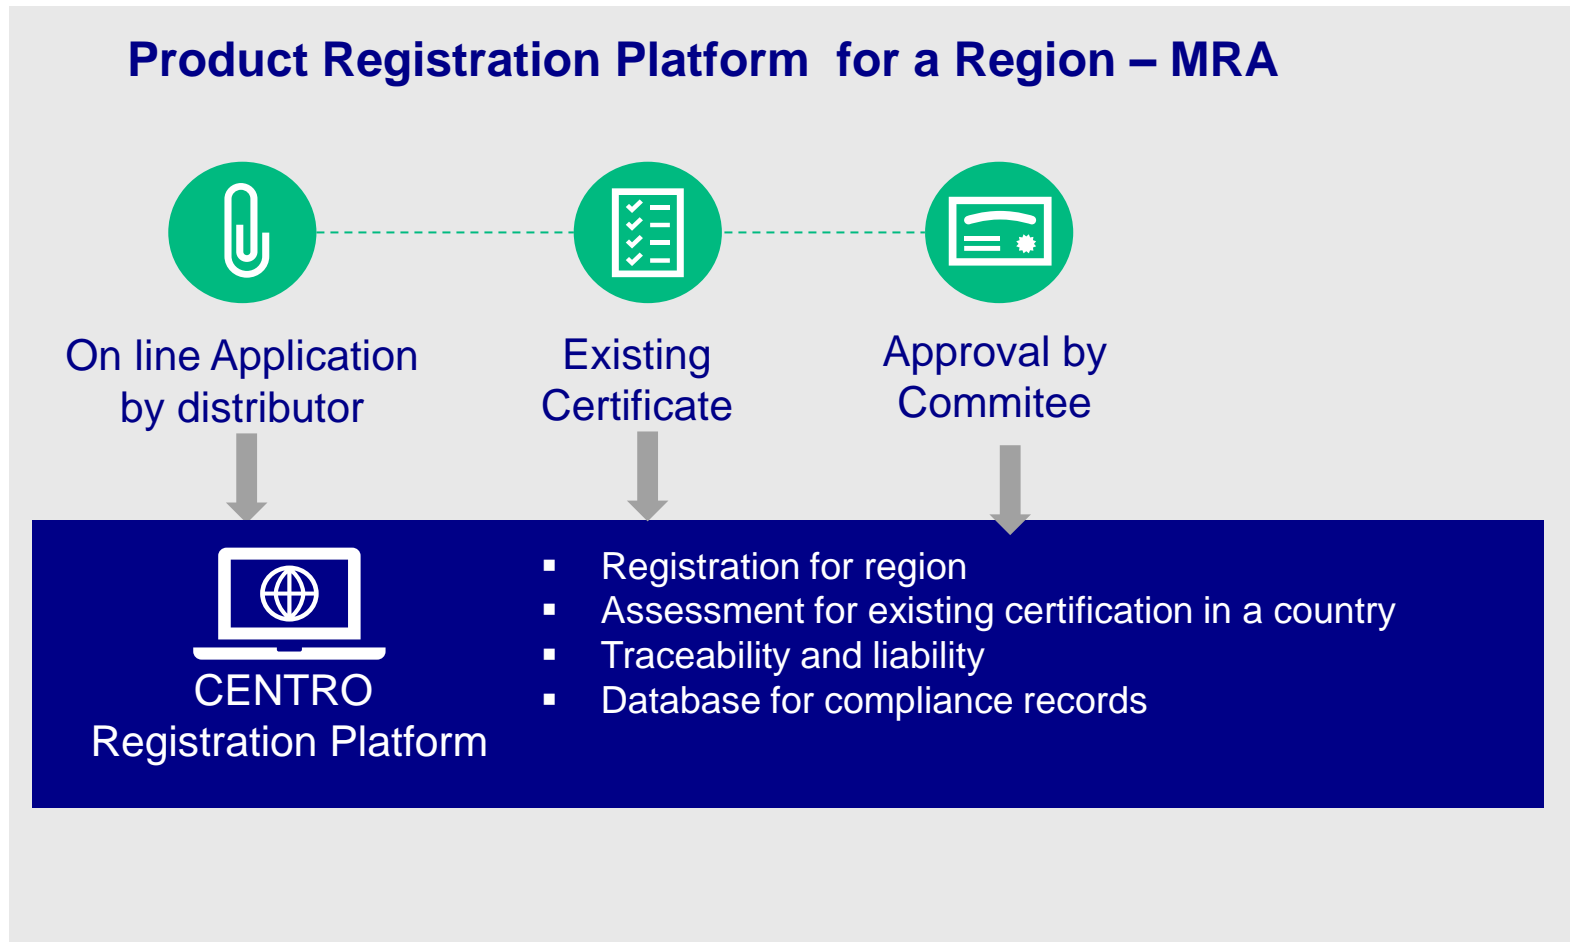 Product Registration Platform for a Region – MRA
On line Application
by distributor
Existing
Certificate
Approval by
Commitee
CENTRO
Registration Platform
▪ Registration for region
▪ Assessment for existing certification in a country
▪ Traceability and liability
▪ Database for compliance records